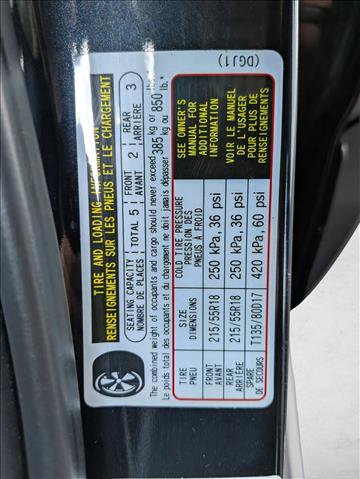 (DGJ1)
TIRE AND LOADING INFORMATION
RENSEIGNEMENTS SUR LES PNEUS ET LE CHARGEMENT
SEATING CAPACITY TOTAL 5 FRONT 2 REAR 3
NOMBRE DE PLACES AVANT ARRIÈRE
The combined weight of occupants and cargo should never exceed 385 kg or 850
Le poids total des occupants et du chargement ne doit jamais dépasser kg ou lb.
TIRE SIZE COLD TIRE PRESSURE
PNEU DIMENSIONS PRESSION DES PNEUS À FROID
FRONT 215/55R18 250 kPa, 36 psi
AVANT
REAR 215/55R18 250 kPa, 36 psi
ARRIÈRE
SPARE T135/80D17 420 kPa, 60 psi
DE SECOURS
SEE OWNER'S
MANUAL FOR
ADDITIONAL
INFORMATION
VOIR LE MANUEL
DE L'USAGER
POUR PLUS DE
RENSEIGNEMENTS